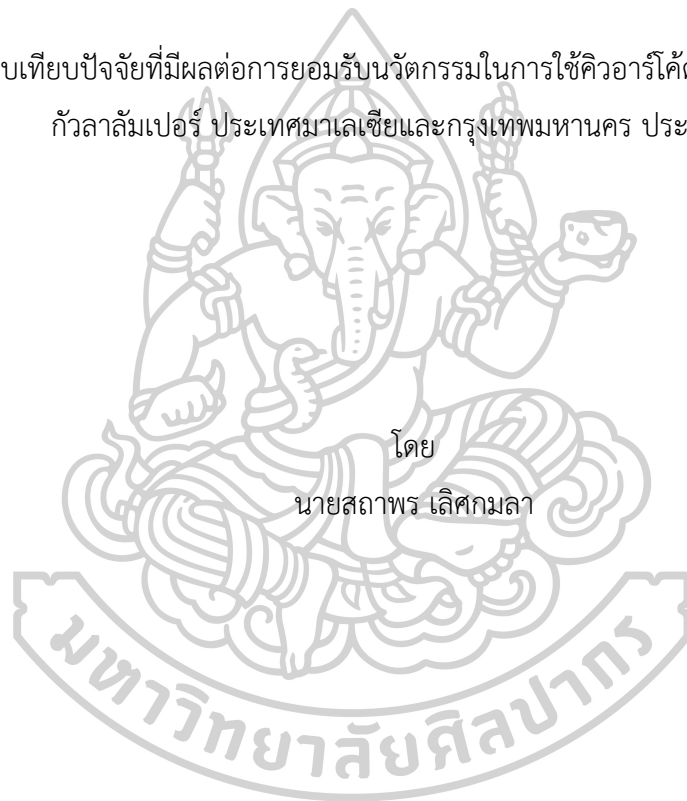 บเทียบปัจจัยที่มีผลต่อการยอมรับนวัตกรรมในการใช้คิวอาร์โค้ด
กัวลาลัมเปอร์ ประเทศมาเลเซียและกรุงเทพมหานคร ประ
โดย
นายสถาพร เลิศกมลา
มหาวิทยาลัยศิลปากร